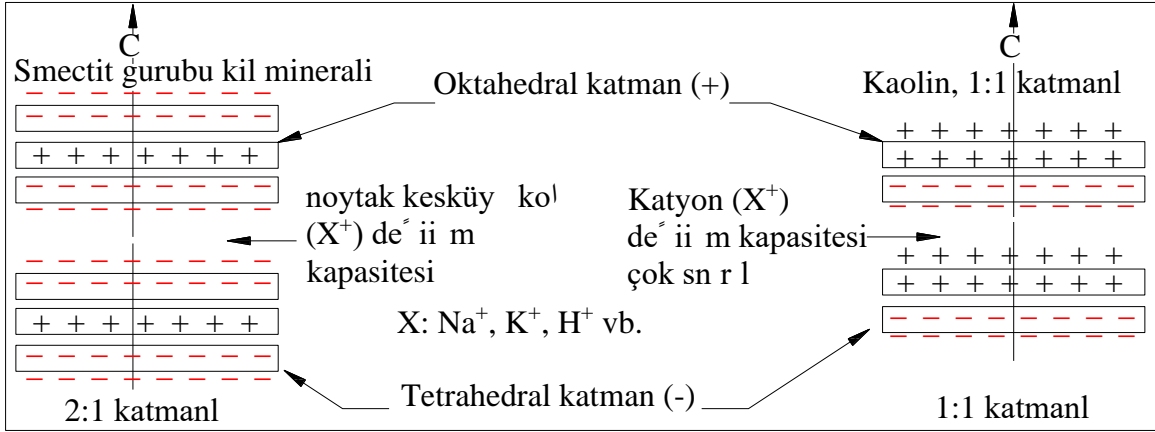 C
Smectit gurubu kil minerali
Oktahedral katman (+)
C
Kaolin, 1:1 katmanl
noytak kesküy ko
(X⁺) de ii m
kapasitesi
Katyon (X⁺)
de ii m kapasitesi
çok sn r l
X: Na⁺, K⁺, H⁺ vb.
Tetrahedral katman (-)
2:1 katmanl
1:1 katmanl